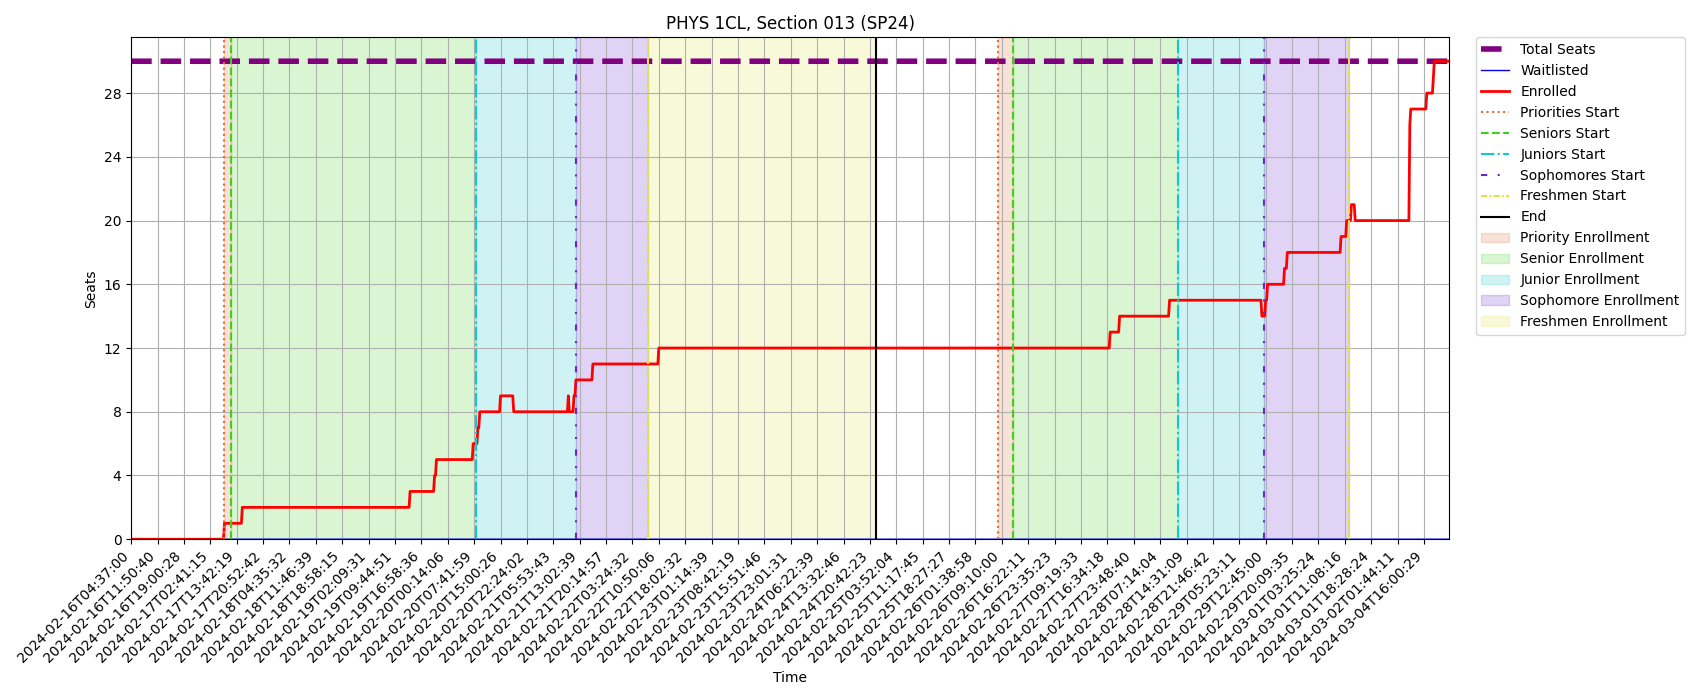 PHYS 1CL, Section 013 (SP24)
Seats
28
24
20
16
12
8
4
0
2024-02-16T04:37:00
2024-02-16T11:50:40
2024-02-16T19:00:28
2024-02-17T02:41:15
2024-02-17T13:42:19
2024-02-17T20:52:42
2024-02-18T04:35:32
2024-02-18T11:46:39
2024-02-18T18:58:15
2024-02-19T02:09:31
2024-02-19T09:44:51
2024-02-19T16:58:36
2024-02-20T00:14:06
2024-02-20T07:41:59
2024-02-20T15:00:26
2024-02-20T22:24:02
2024-02-21T05:53:43
2024-02-21T13:02:39
2024-02-21T20:14:57
2024-02-22T03:24:32
2024-02-22T10:50:06
2024-02-22T18:02:32
2024-02-23T01:14:39
2024-02-23T08:42:19
2024-02-23T15:51:46
2024-02-23T23:01:31
2024-02-24T06:22:39
2024-02-24T13:32:46
2024-02-24T20:42:23
2024-02-25T03:52:04
2024-02-25T11:17:45
2024-02-25T18:27:27
2024-02-26T01:38:58
2024-02-26T09:10:00
2024-02-26T16:22:11
2024-02-26T23:35:23
2024-02-27T09:19:33
2024-02-27T16:34:18
2024-02-27T23:48:40
2024-02-28T07:14:04
2024-02-28T14:31:09
2024-02-28T21:46:42
2024-02-29T05:23:11
2024-02-29T12:45:00
2024-02-29T20:09:35
2024-03-01T03:25:24
2024-03-01T11:08:16
2024-03-01T18:28:24
2024-03-02T01:44:11
2024-03-04T16:00:29
Time
Total Seats
Waitlisted
Enrolled
Priorities Start
Seniors Start
Juniors Start
Sophomores Start
Freshmen Start
End
Priority Enrollment
Senior Enrollment
Junior Enrollment
Sophomore Enrollment
Freshmen Enrollment